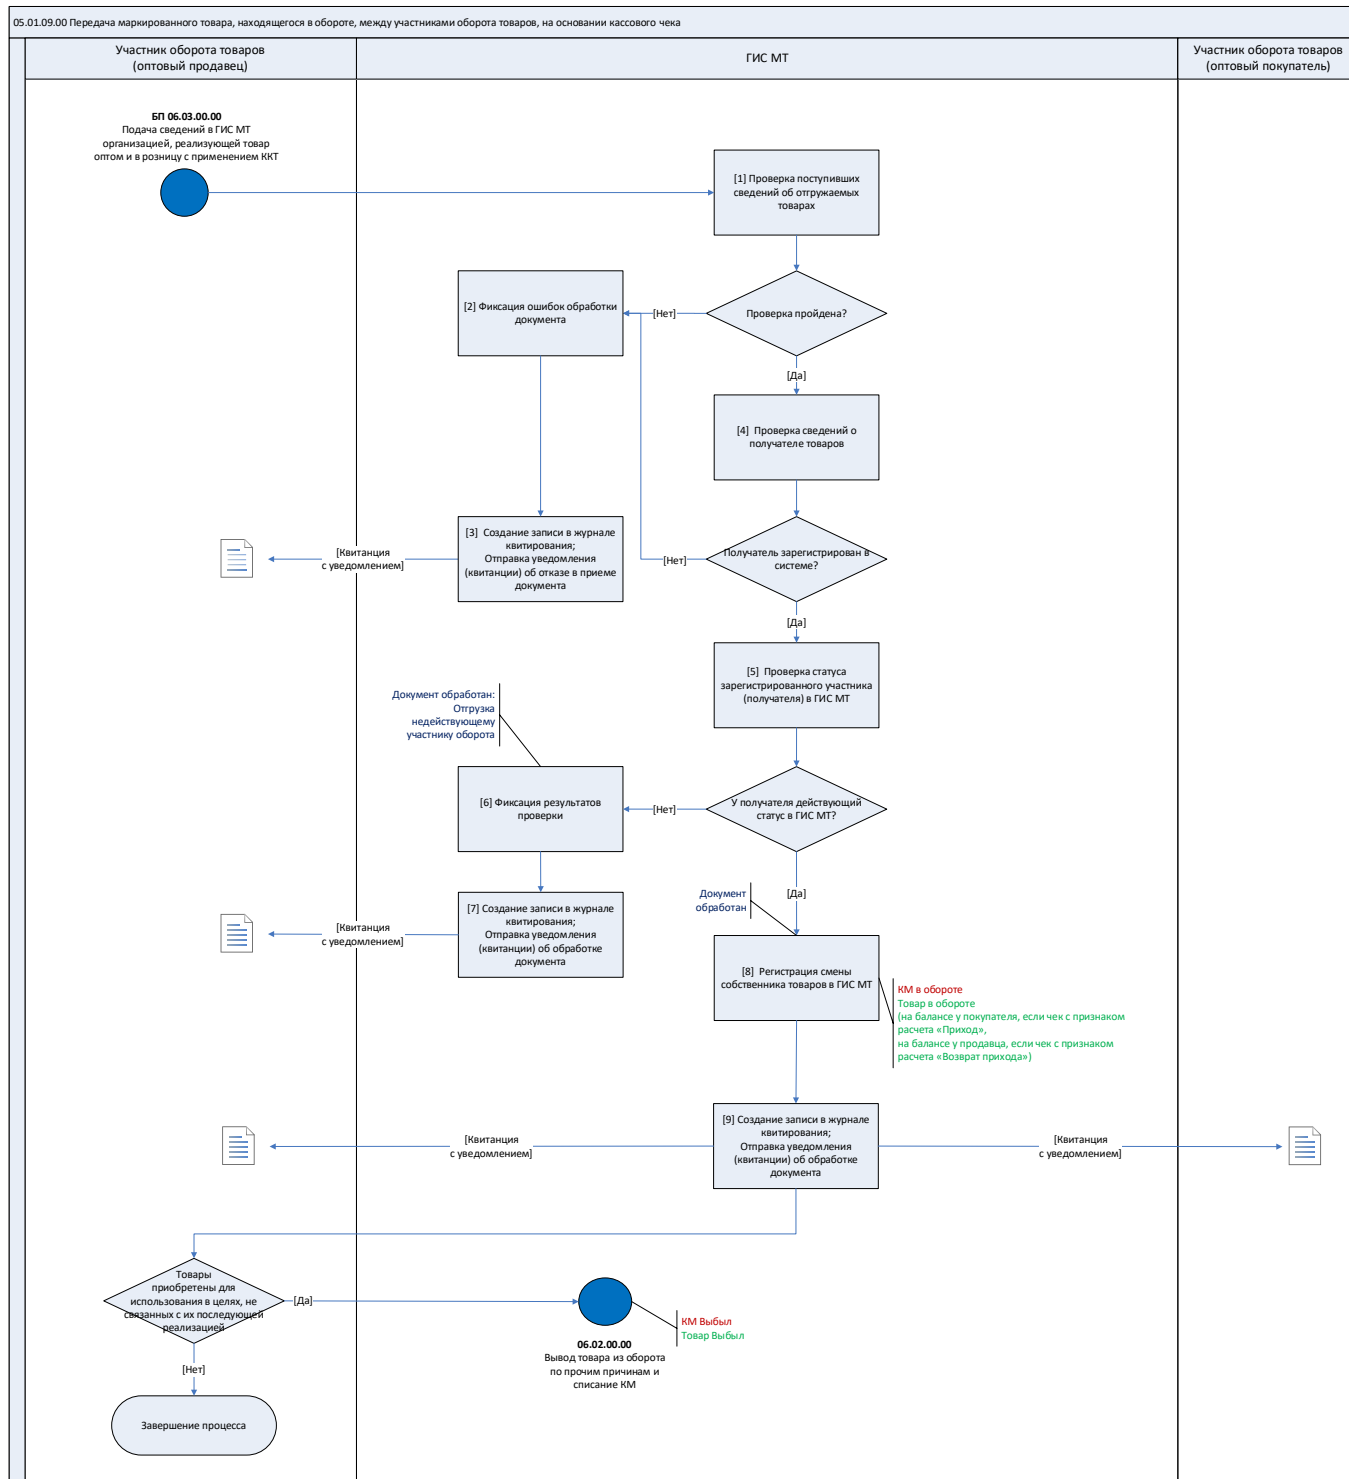 05.01.09.00 Передача маркированного товара, находящегося в обороте, между участниками оборота товаров, на основании кассового чека
Участник оборота товаров
(оптовый продавец)
ГИС МТ
Участник оборота товаров
(оптовый покупатель)
БП 06.03.00.00
Подача сведений в ГИС МТ
организацией, реализующей товар
оптом и в розницу с применением ККТ
[1] Проверка поступивших
сведений об отгружаемых
товарах
[2] Фиксация ошибок обработки
документа
[Нет]
Проверка пройдена?
[Да]
[4] Проверка сведений о
получателе товаров
[3] Создание записи в журнале
квитирования;
Отправка уведомления
(квитанции) об отказе в приеме
документа
[Квитанция
с уведомлением]
[Нет]
Получатель зарегистрирован в
системе?
[Да]
[5] Проверка статуса
зарегистрированного участника
(получателя) в ГИС МТ
Документ обработан:
Отгрузка
недействующему
участнику оборота
[6] Фиксация результатов
проверки
[Нет]
У получателя действующий
статус в ГИС МТ?
[Да]
Документ
обработан
[7] Создание записи в журнале
квитирования;
Отправка уведомления
(квитанции) об обработке
документа
[Квитанция
с уведомлением]
[8] Регистрация смены
собственника товаров в ГИС МТ
КМ в обороте
Товар в обороте
(на балансе у покупателя, если чек с признаком
расчета «Приход»,
на балансе у продавца, если чек с признаком
расчета «Возврат прихода»)
[9] Создание записи в журнале
квитирования;
Отправка уведомления
(квитанции) об обработке
документа
[Квитанция
с уведомлением]
[Квитанция
с уведомлением]
Товары
приобретены для
использования в целях, не
связанных с их последующей
реализацией
[Да]
КМ Выбыл
Товар Выбыл
06.02.00.00
Вывод товара из оборота
по прочим причинам и
списание КМ
[Нет]
Завершение процесса